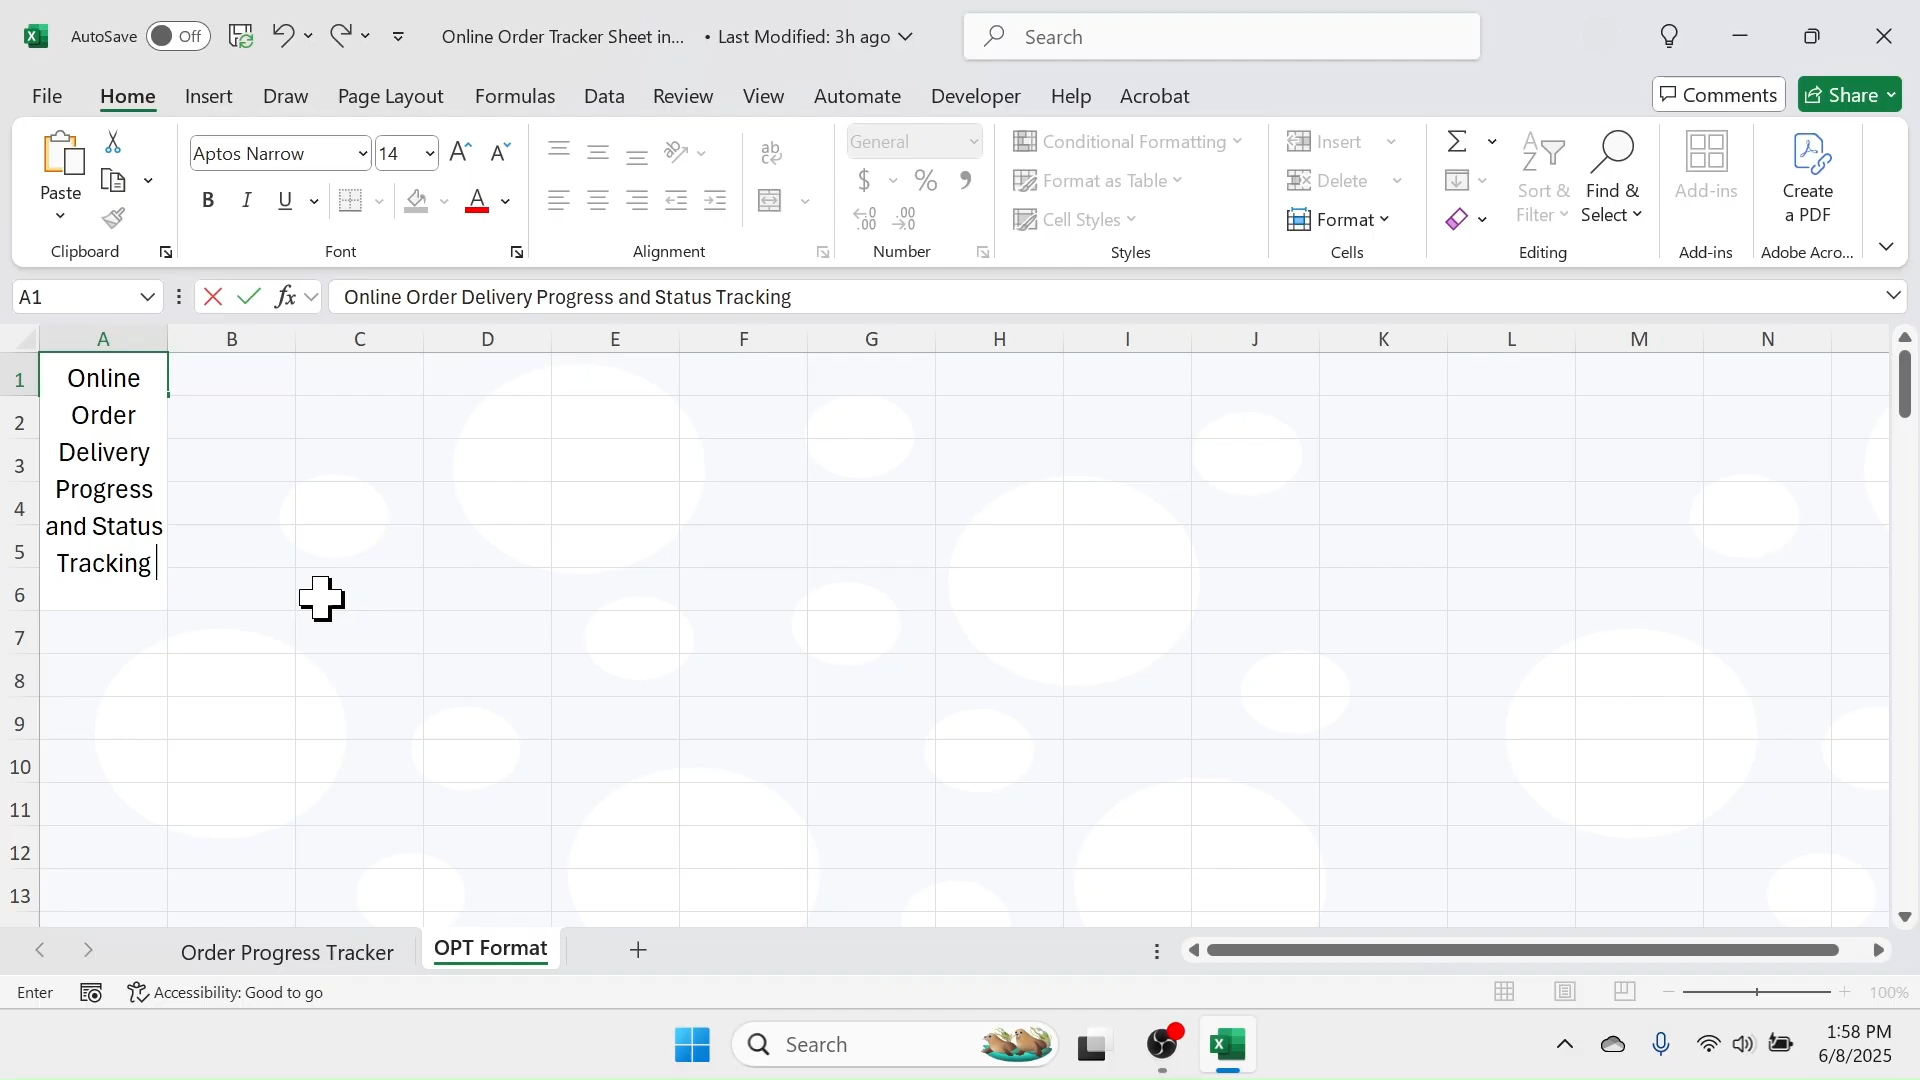 AutoSave Off Online Order Tracker Sheet in... • Last Modified: 3h ago Search
File Home Insert Draw Page Layout Formulas Data Review View Automate Developer Help Acrobat Comments Share
Paste
Clipboard
Aptos Narrow 14
B I U A
Font
ab
Alignment
General
$ % 9
.00
Number
Conditional Formatting
Format as Table
Cell Styles
Styles
Insert
Delete
Format
Cells
Sort & Filter
Find & Select
Editing
Add-ins
Add-ins
Create a PDF
Adobe Acro...
A1 fx Online Order Delivery Progress and Status Tracking
A B C D E F G H I J K L M N
1
2
3
4
5
6
7
8
9
10
11
12
13
Online
Order
Delivery
Progress
and Status
Tracking
Order Progress Tracker OPT Format
Enter Accessibility: Good to go 100%
Search
1:58 PM
6/8/2025